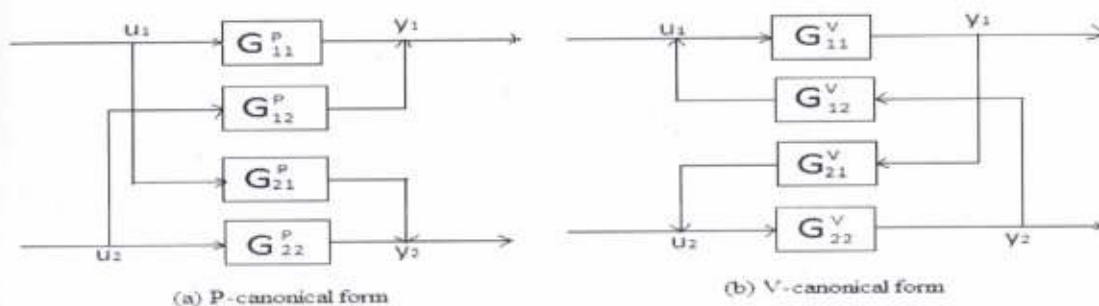 u₁ G₁₁ᴾ y₁
G₁₂ᴾ
G₂₁ᴾ
u₂ G₂₂ᴾ y₂
(a) P-canonical form
u₁ G₁₁ⱽ y₁
G₁₂ⱽ
G₂₁ⱽ
u₂ G₂₂ⱽ y₂
(b) V-canonical form